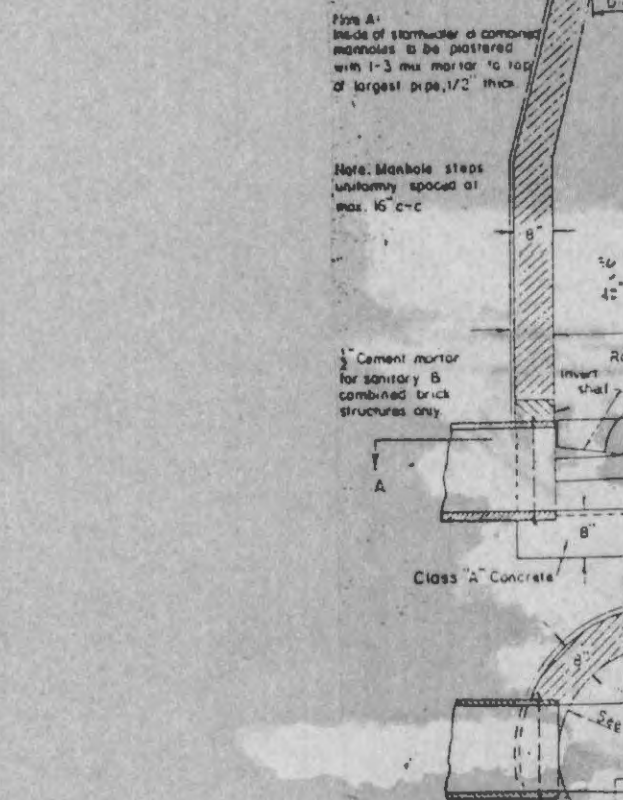 Note A:
Inside of stormwater & combined
manholes to be plastered
with 1-3 mix mortar to top
of largest pipe, 1/2" thick.
Note: Manhole steps
uniformly spaced at
max. 16" c-c
8"
1/2" Cement mortar
for sanitary &
combined brick
structures only.
Invert
shelf
A
8"
Class "A" Concrete
8"
See